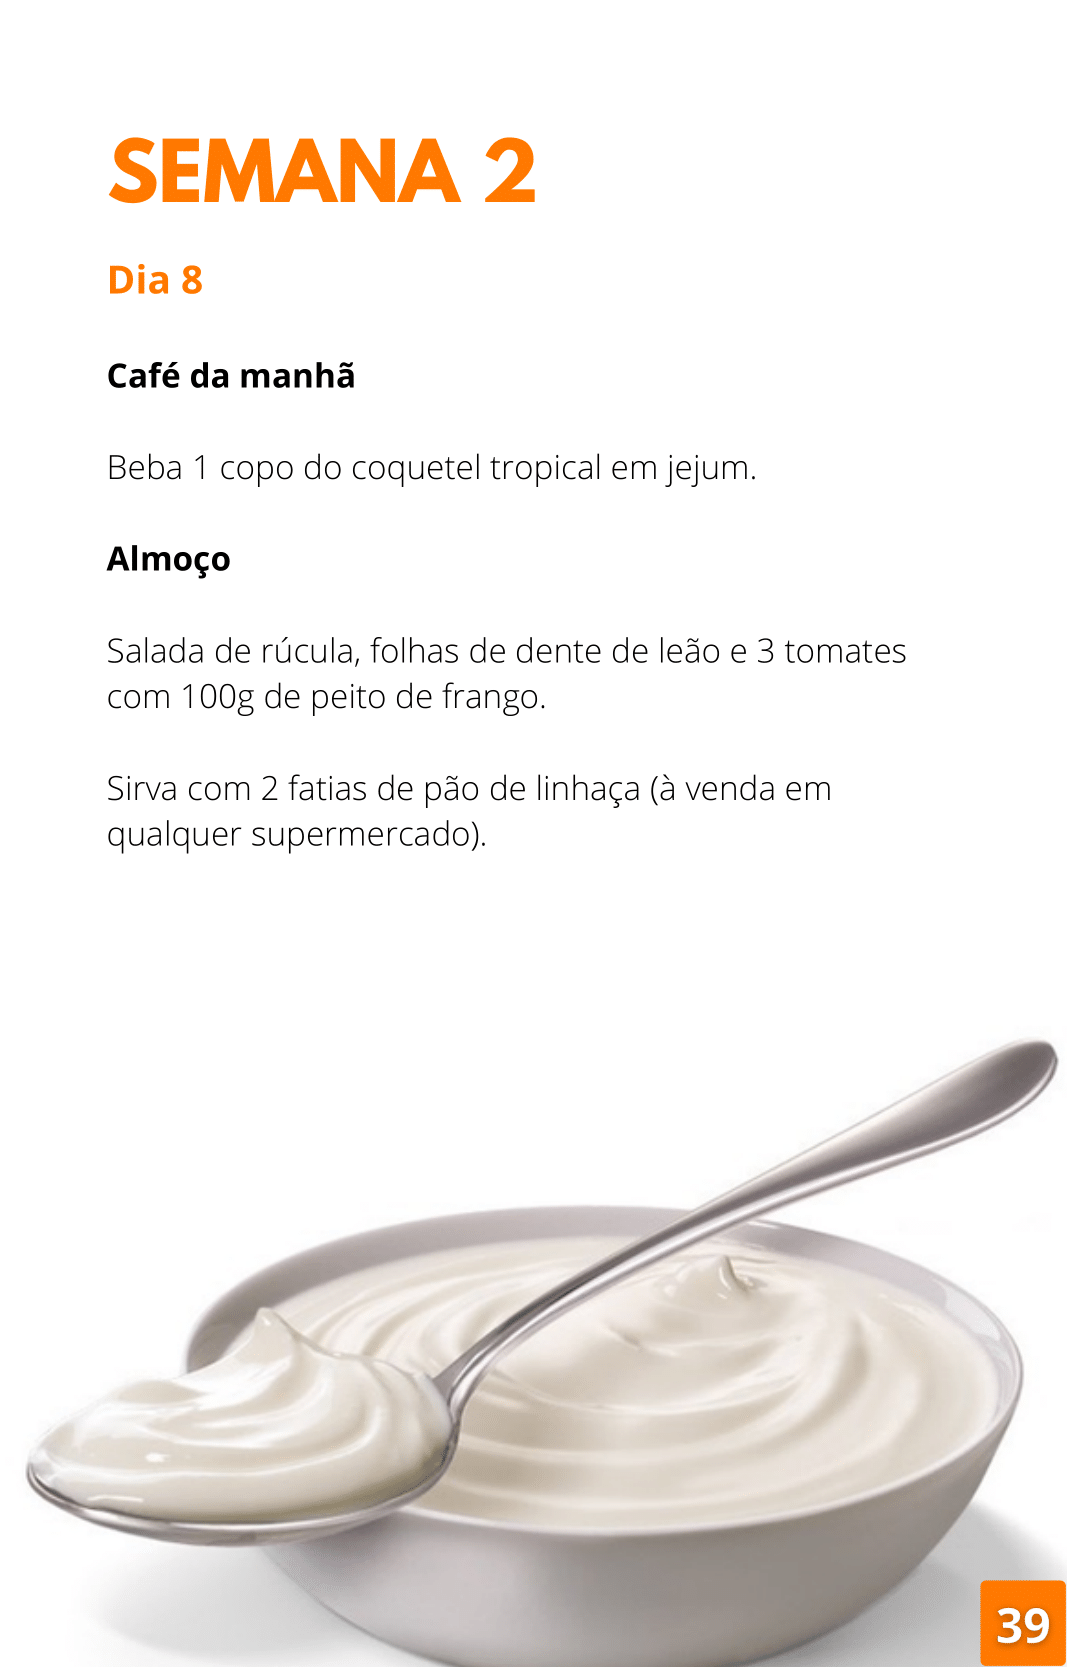 SEMANA 2
Dia 8
Café da manhã
Beba 1 copo do coquetel tropical em jejum.
Almoço
Salada de rúcula, folhas de dente de leão e 3 tomates
com 100g de peito de frango.
Sirva com 2 fatias de pão de linhaça (à venda em
qualquer supermercado).
39